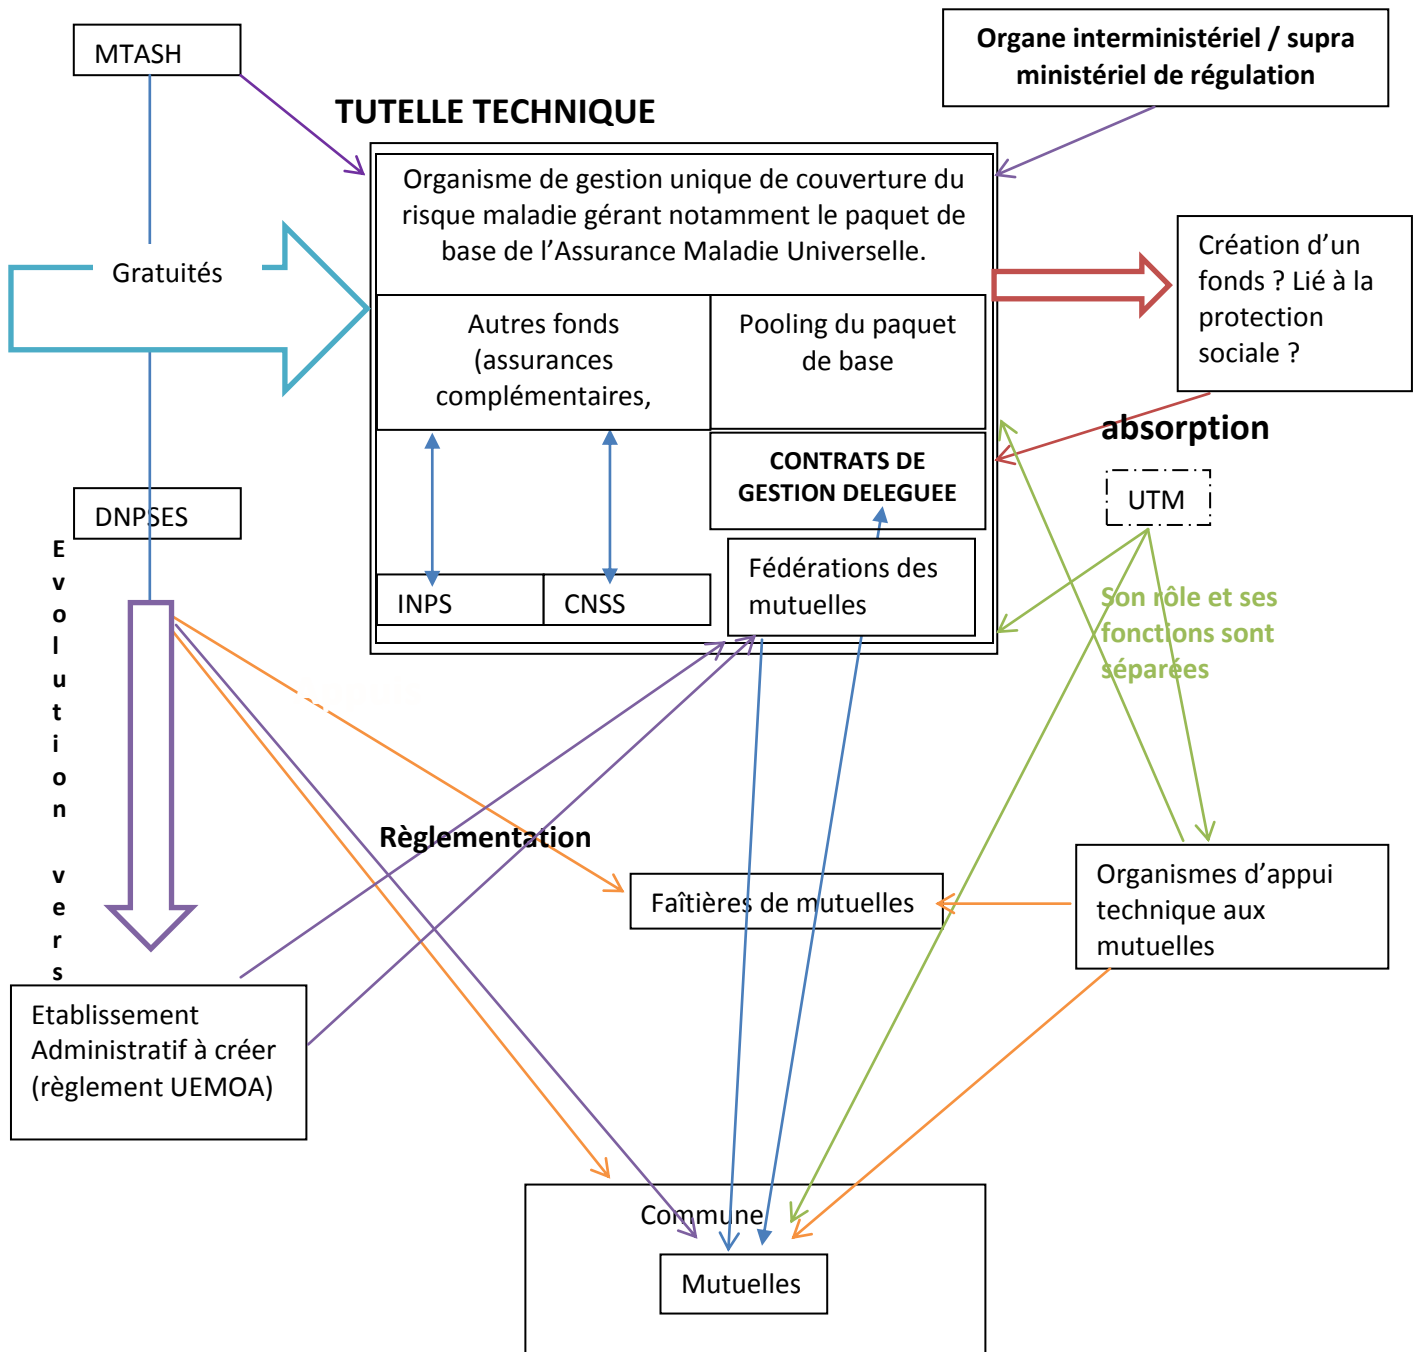 MTASH
Organe interministériel / supra
ministériel de régulation
TUTELLE TECHNIQUE
Organisme de gestion unique de couverture du
risque maladie gérant notamment le paquet de
base de l’Assurance Maladie Universelle.
Gratuités
Création d’un
fonds ? Lié à la
protection
sociale ?
Autres fonds
(assurances
complémentaires,
Pooling du paquet
de base
absorption
CONTRATS DE
GESTION DELEGUEE
UTM
DNPSES
Evolution vers
Fédérations des
mutuelles
INPS
CNSS
Son rôle et ses
fonctions sont
séparées
Règlementation
Faîtières de mutuelles
Organismes d’appui
technique aux
mutuelles
Etablissement
Administratif à créer
(règlement UEMOA)
Commune
Mutuelles